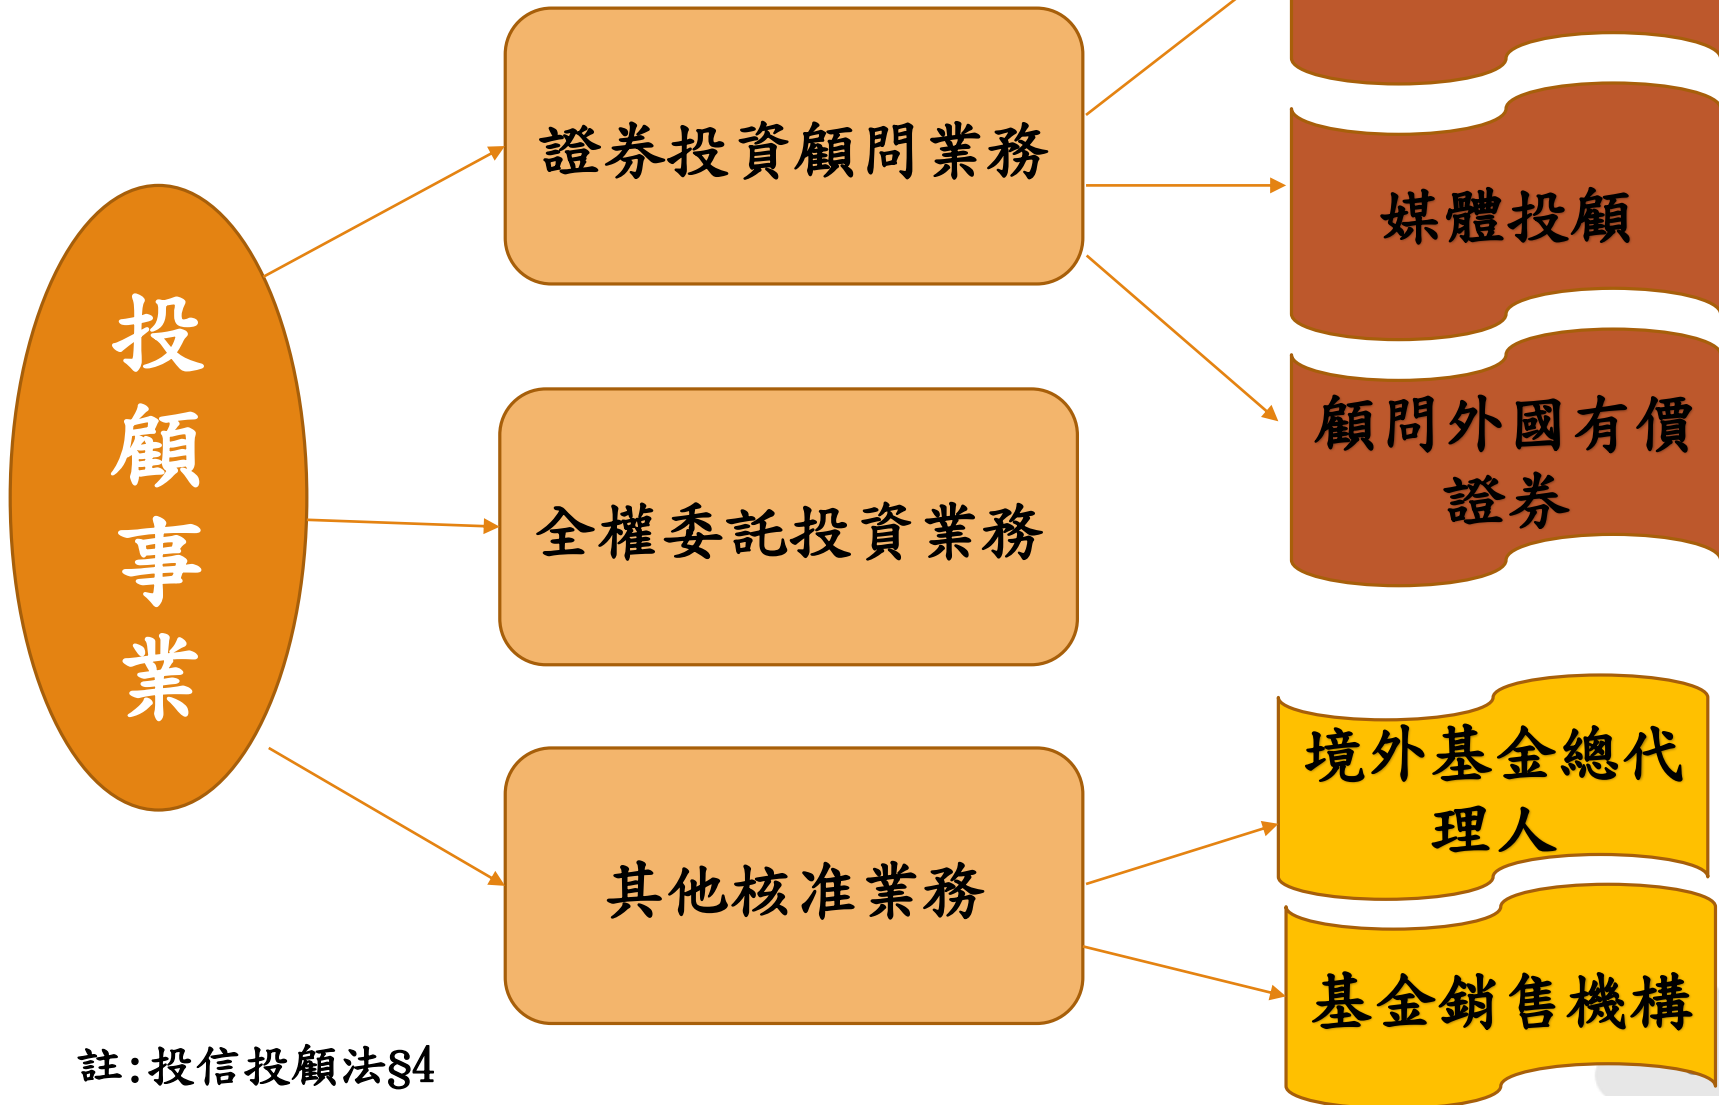 投
顧
事
業
證券投資顧問業務
全權委託投資業務
其他核准業務
媒體投顧
顧問外國有價
證券
境外基金總代
理人
基金銷售機構
註:投信投顧法§4